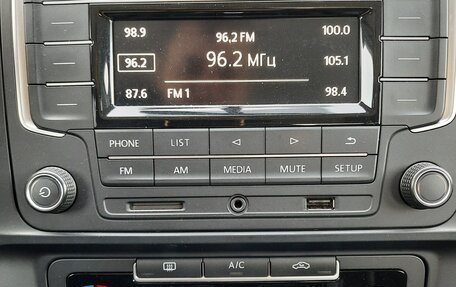 98.9 96,2 FM 100.0
96.2 96.2 МГц 105.1
87.6 FM 1 98.4
PHONE LIST MUTE SETUP
FM AM MEDIA
A/C